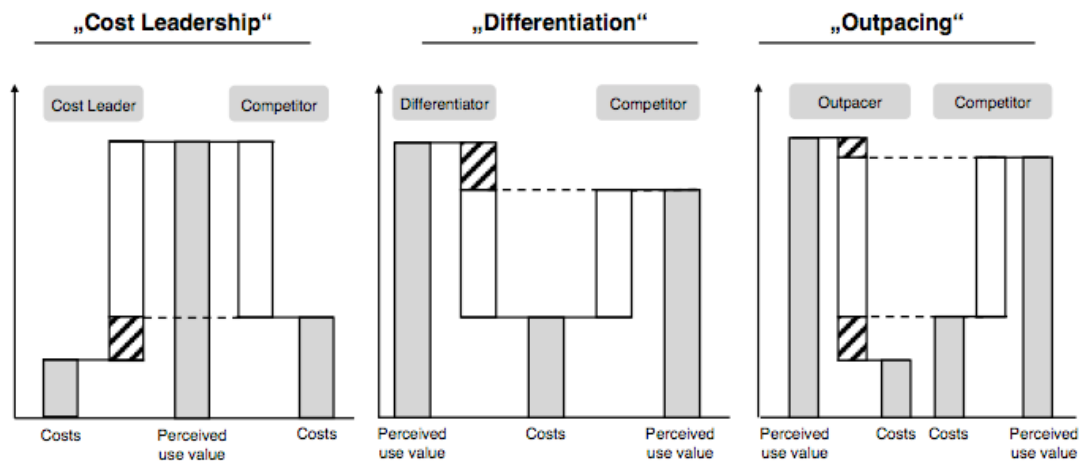 „Cost Leadership“
„Differentiation“
„Outpacing“
Cost Leader
Competitor
Differentiator
Competitor
Outpacer
Competitor
Costs
Perceived
use value
Costs
Perceived
use value
Costs
Perceived
use value
Perceived
use value
Costs
Costs
Perceived
use value